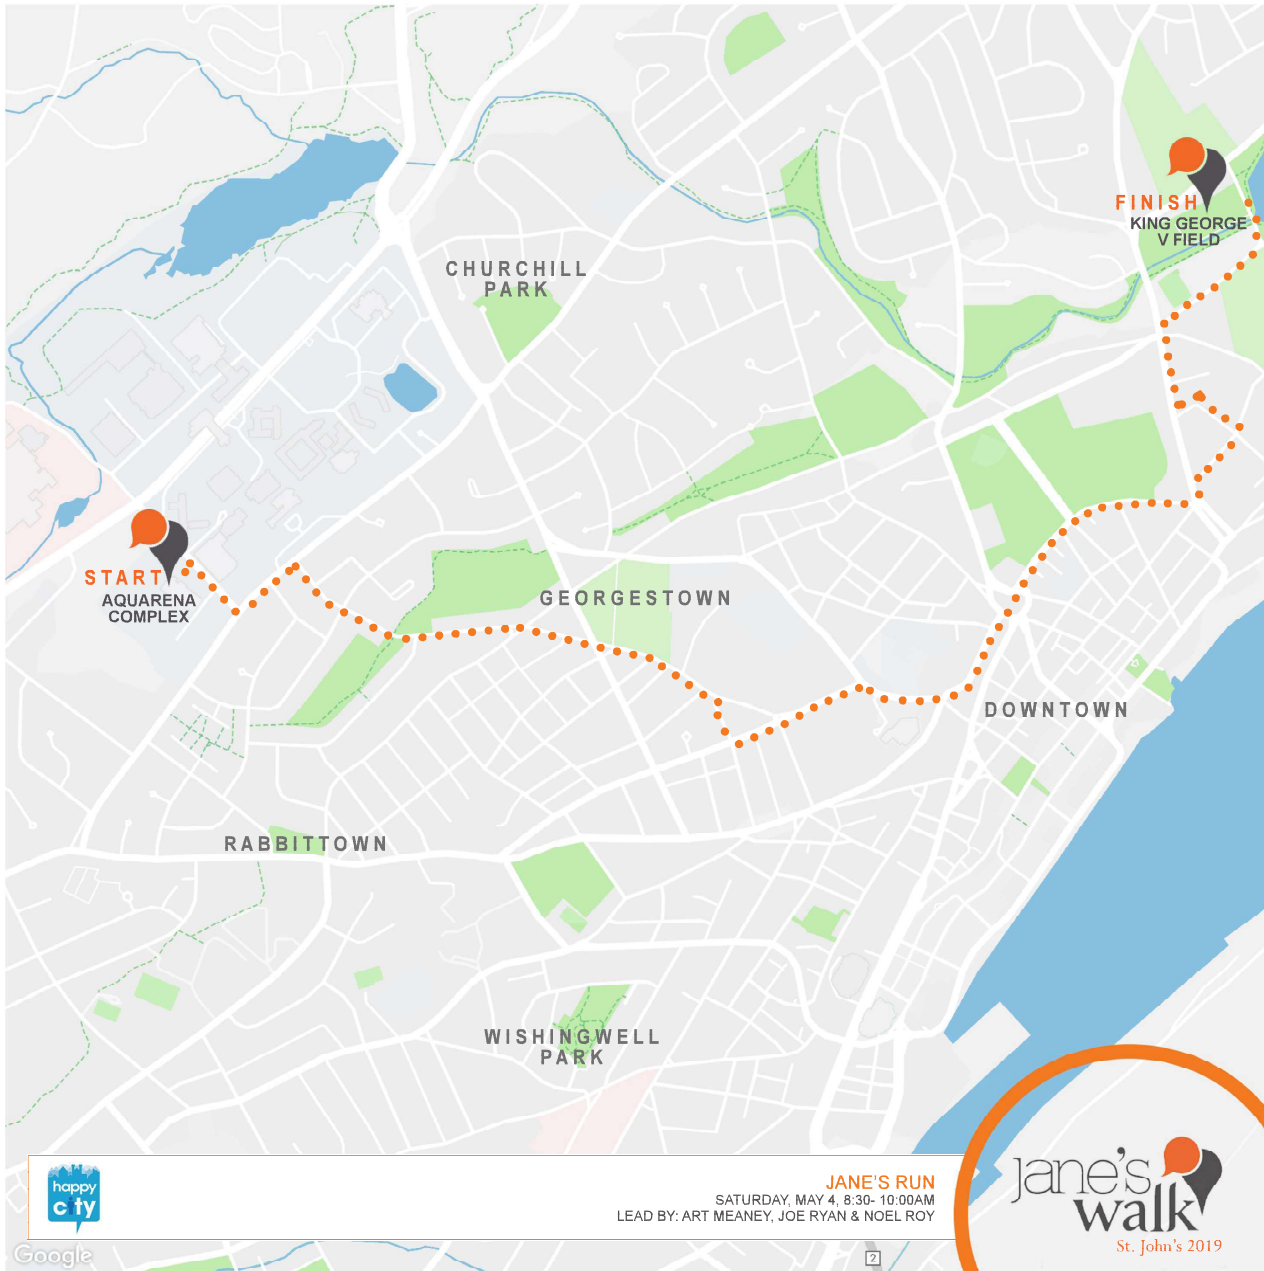 FINISH
KING GEORGE
V FIELD
CHURCHILL
PARK
START
AQUARENA
COMPLEX
GEORGESTOWN
DOWNTOWN
RABBITTOWN
WISHINGWELL
PARK
happy
city
JANE'S RUN
SATURDAY, MAY 4, 8:30- 10:00AM
LEAD BY: ART MEANEY, JOE RYAN & NOEL ROY
jane's
walk
St. John's 2019
Google
2